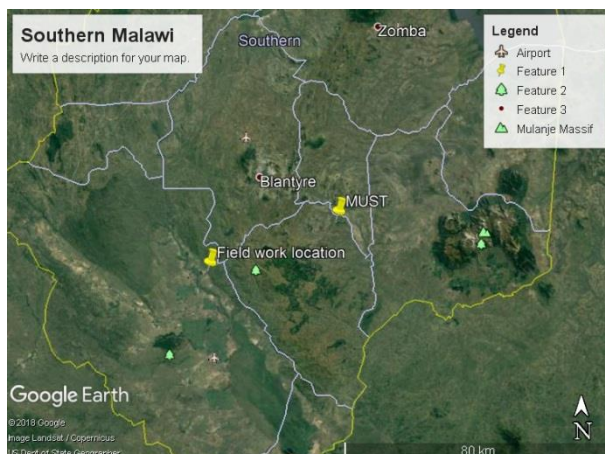 Southern Malawi
Write a description for your map.
Legend
Airport
Feature 1
Feature 2
Feature 3
Mulanje Massif
Southern
Zomba
Blantyre
MUST
Field work location
Google Earth
©2018 Google
Image Landsat / Copernicus
US Dept of State Geographer
N
80 km